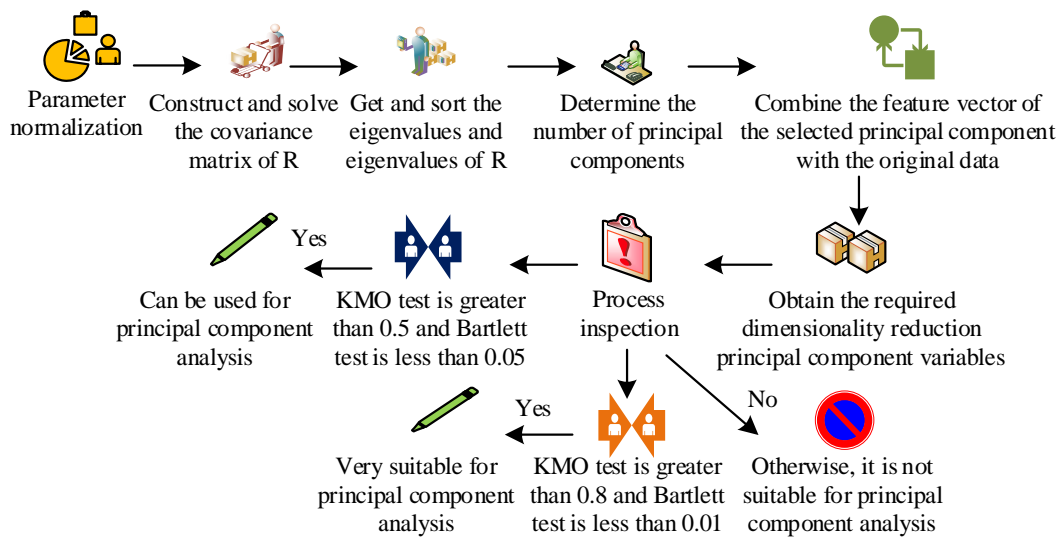 Parameter
normalization
Construct and solve
the covariance
matrix of R
Get and sort the
eigenvalues and
eigenvalues of R
Determine the
number of principal
components
Combine the feature vector of
the selected principal component
with the original data
Yes
Can be used for
principal component
analysis
KMO test is greater
than 0.5 and Bartlett
test is less than 0.05
Process
inspection
Obtain the required
dimensionality reduction
principal component variables
Yes
No
Very suitable for
principal component
analysis
KMO test is greater
than 0.8 and Bartlett
test is less than 0.01
Otherwise, it is not
suitable for principal
component analysis